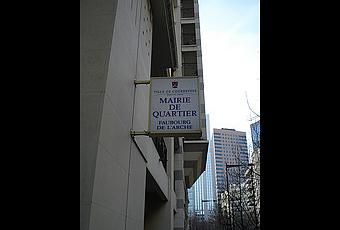 VILLE DE COURBEVOIE
MAIRIE
DE
QUARTIER
FAUBOURG
DE L'ARCHE